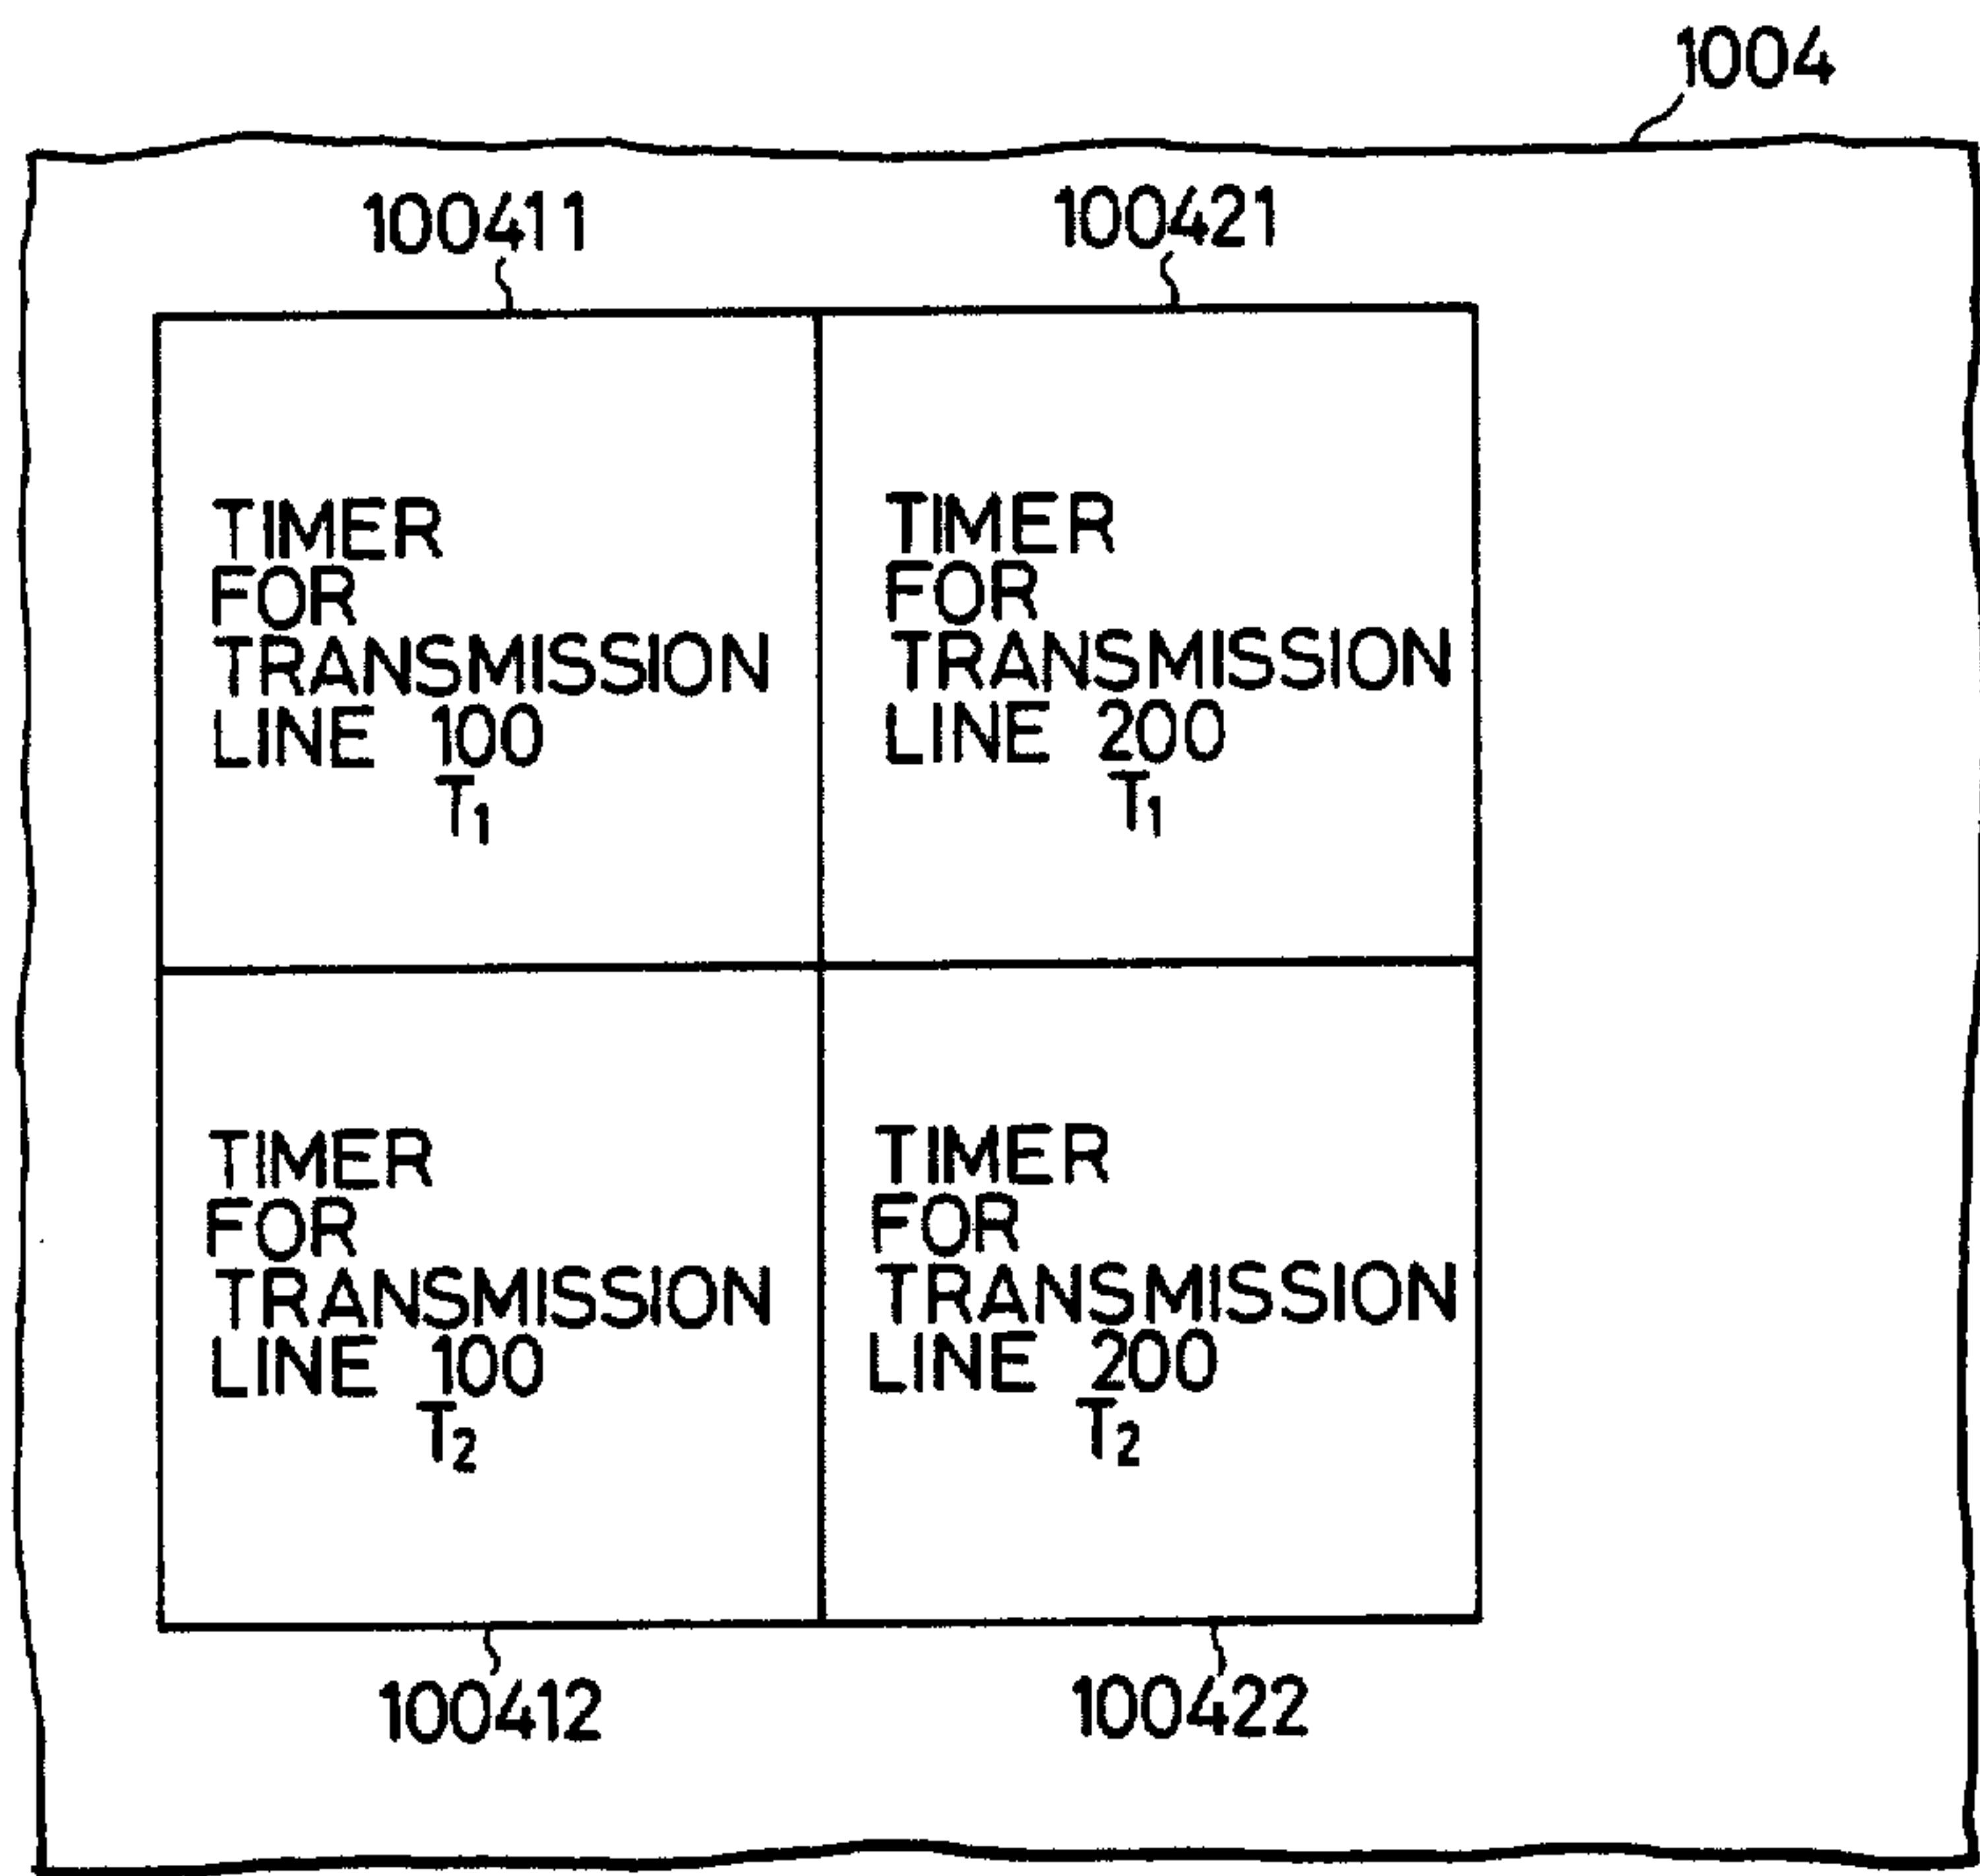 1004
100411
100421
TIMER
FOR
TRANSMISSION
LINE 100
T1
TIMER
FOR
TRANSMISSION
LINE 200
T1
TIMER
FOR
TRANSMISSION
LINE 100
T2
TIMER
FOR
TRANSMISSION
LINE 200
T2
100412
100422